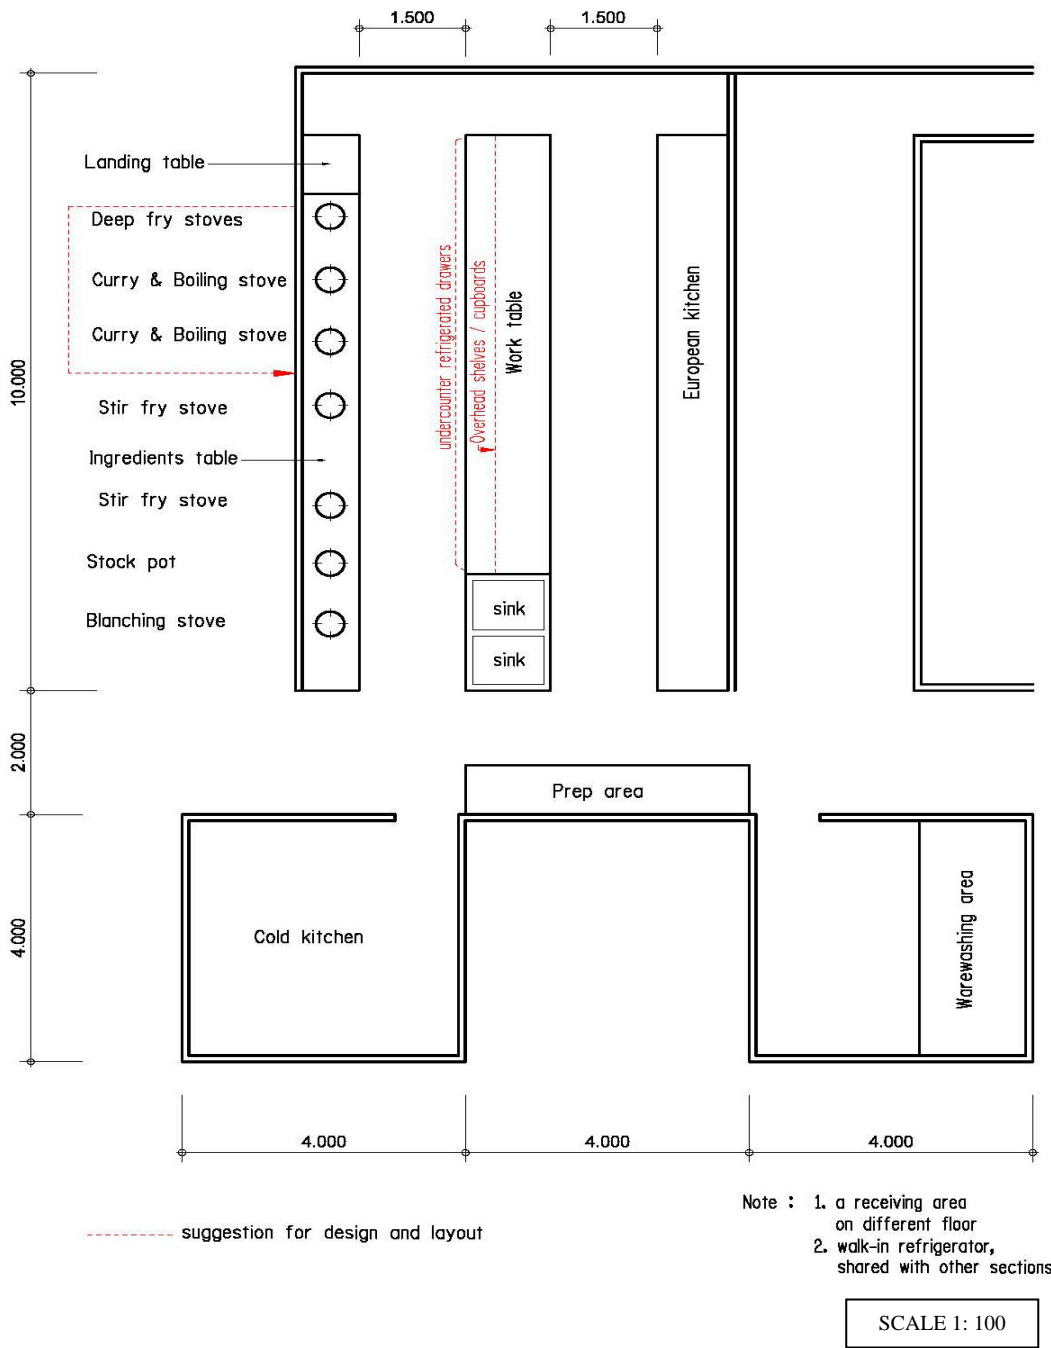 1.500
1.500
Landing table
Deep fry stoves
Curry & Boiling stove
Curry & Boiling stove
Stir fry stove
Ingredients table
Stir fry stove
Stock pot
Blanching stove
undercounter refrigerated drawers
Overhead shelves / cupboards
Work table
European kitchen
sink
sink
10.000
2.000
4.000
Prep area
Cold kitchen
Warewashing area
4.000
4.000
4.000
suggestion for design and layout
Note : 1. a receiving area
on different floor
2. walk-in refrigerator,
shared with other sections
SCALE 1: 100